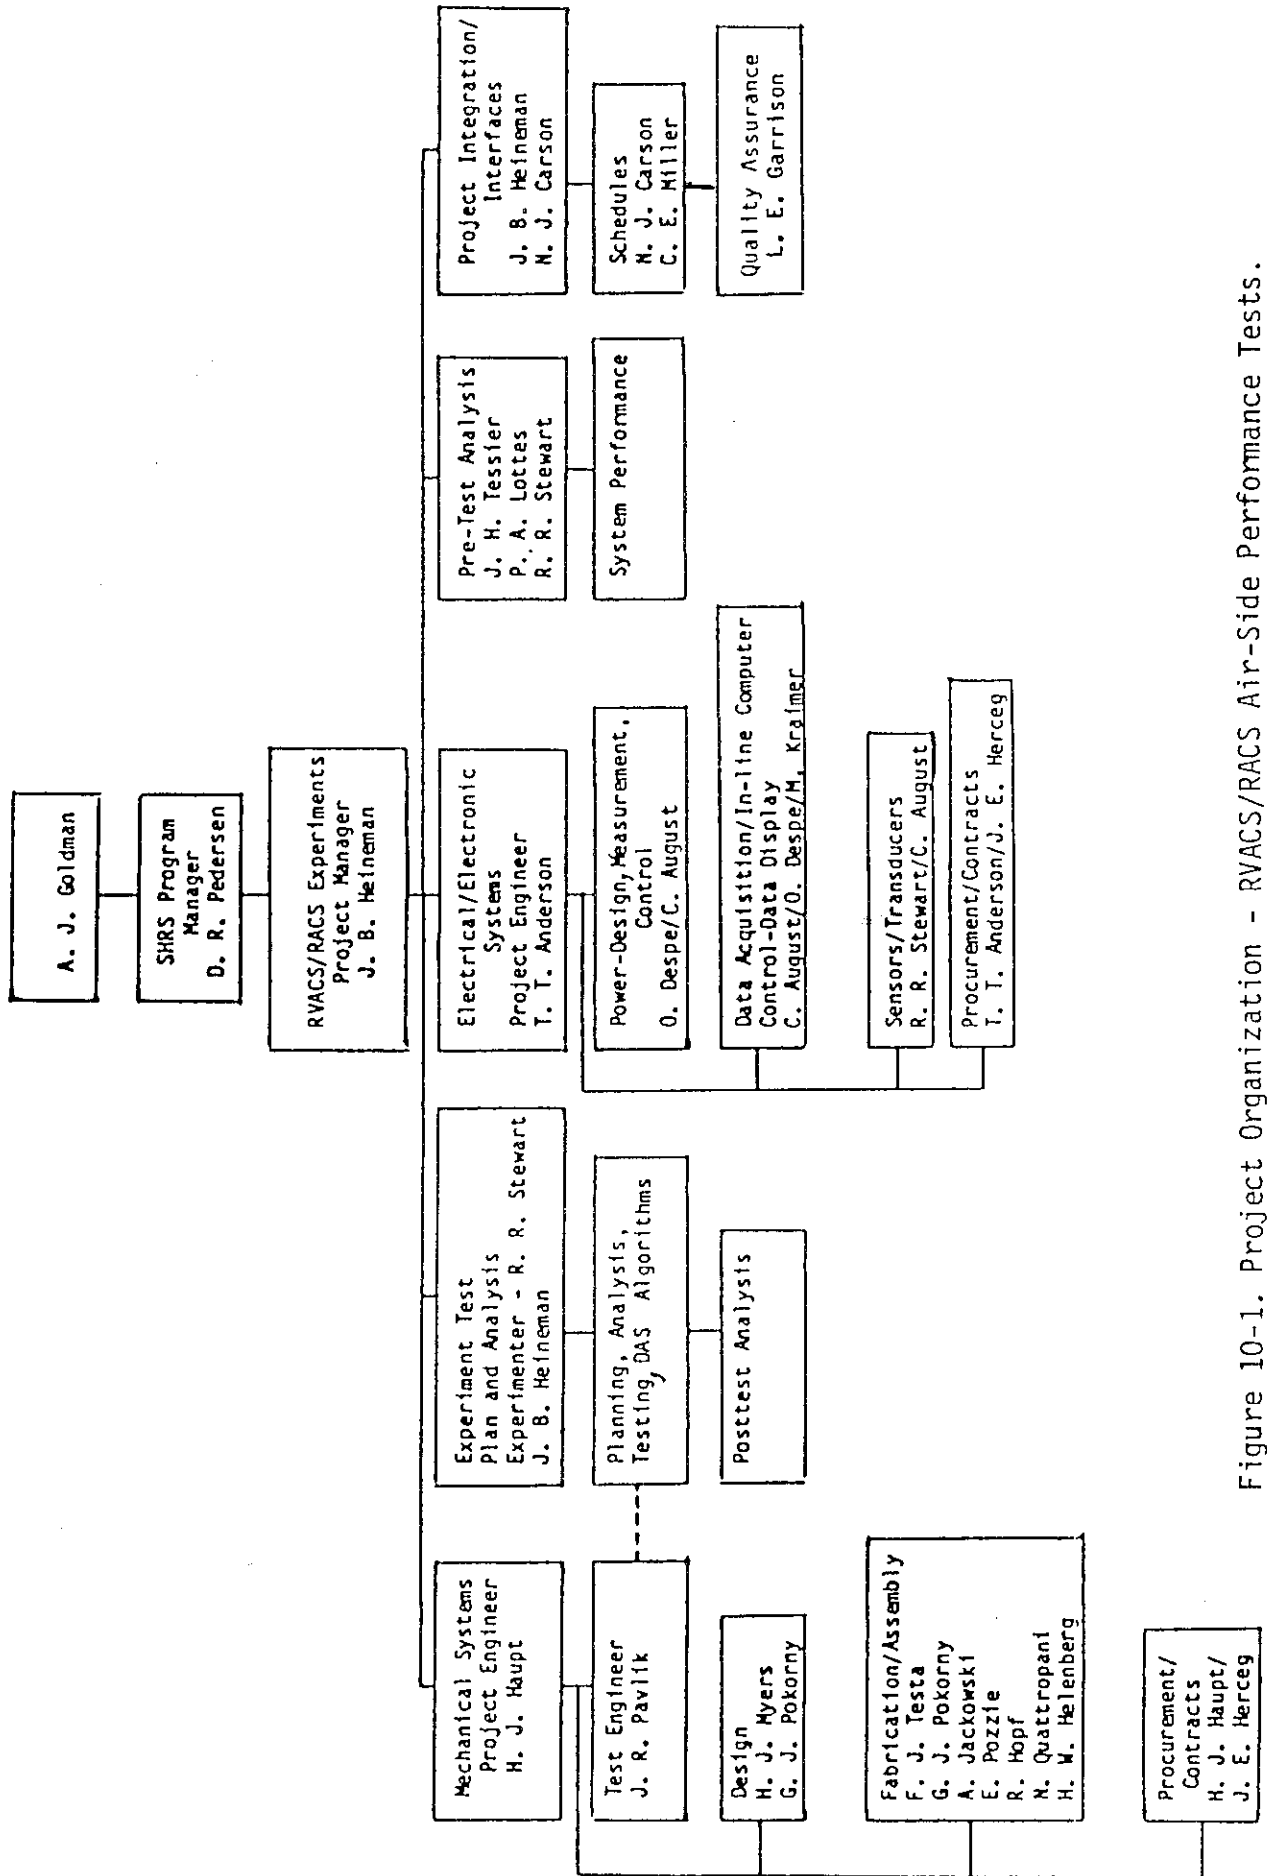 A. J. Goldman
SHRS Program
Manager
D. R. Pedersen
RVACS/RACS Experiments
Project Manager
J. B. Heineman
Mechanical Systems
Project Engineer
H. J. Haupt
Test Engineer
J. R. Pavlik
Design
H. J. Myers
G. J. Pokorny
Fabrication/Assembly
F. J. Testa
G. J. Pokorny
A. Jackowski
E. Pozzie
R. Hopf
N. Quattropani
H. W. Helenberg
Procurement/
Contracts
H. J. Haupt/
J. E. Herceg
Experiment Test
Plan and Analysis
Experimenter - R. R. Stewart
J. B. Heineman
Planning, Analysis,
Testing, DAS Algorithms
Posttest Analysis
Electrical/Electronic
Systems
Project Engineer
T. T. Anderson
Power-Design, Measurement,
Control
O. Despe/C. August
Data Acquisition/In-line Computer
Control-Data Display
C. August/O. Despe/M. Kraimer
Sensors/Transducers
R. R. Stewart/C. August
Procurement/Contracts
T. T. Anderson/J. E. Herceg
Pre-Test Analysis
J. H. Tessier
P. A. Lottes
R. R. Stewart
System Performance
Project Integration/
Interfaces
J. B. Heineman
N. J. Carson
Schedules
N. J. Carson
C. E. Miller
Quality Assurance
L. E. Garrison
Figure 10-1. Project Organization - RVACS/RACS Air-Side Performance Tests.